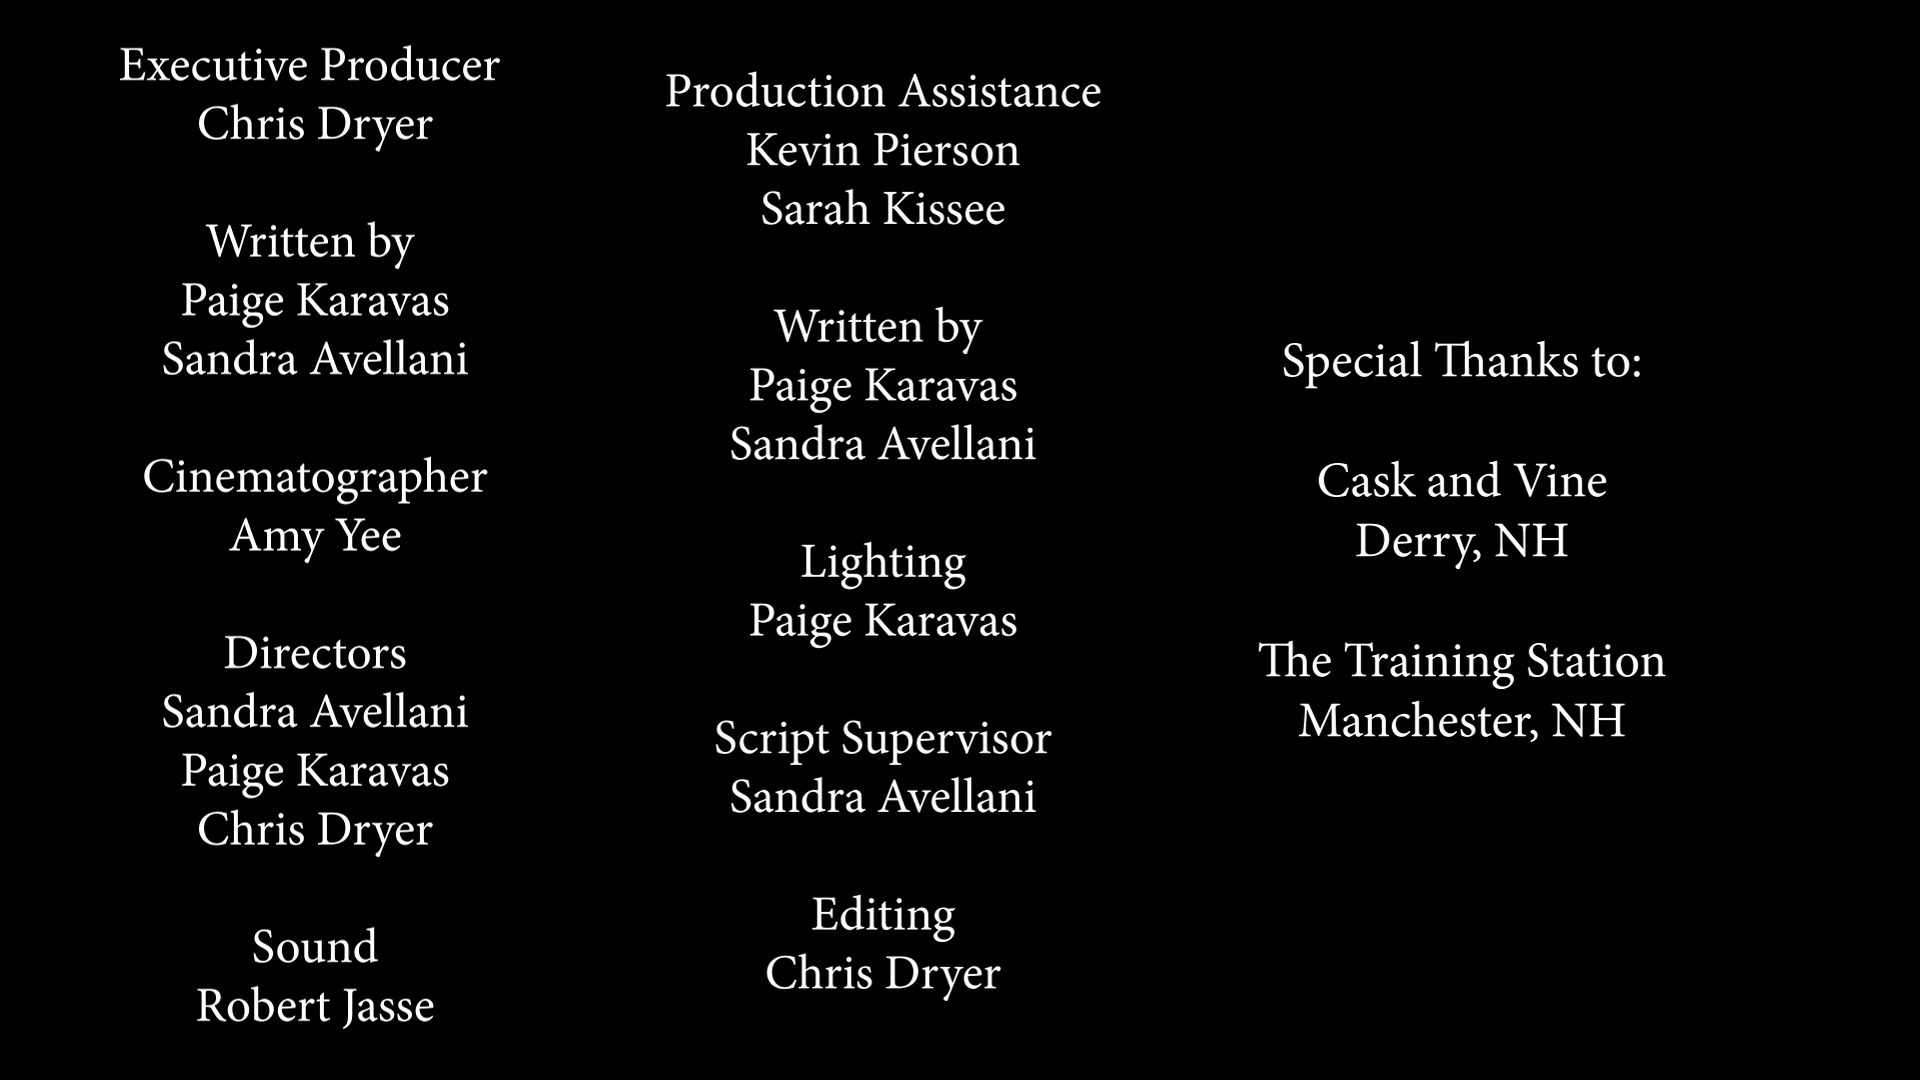 Executive Producer
Chris Dryer
Written by
Paige Karavas
Sandra Avellani
Cinematographer
Amy Yee
Directors
Sandra Avellani
Paige Karavas
Chris Dryer
Sound
Robert Jasse
Production Assistance
Kevin Pierson
Sarah Kissee
Written by
Paige Karavas
Sandra Avellani
Lighting
Paige Karavas
Script Supervisor
Sandra Avellani
Editing
Chris Dryer
Special Thanks to:
Cask and Vine
Derry, NH
The Training Station
Manchester, NH